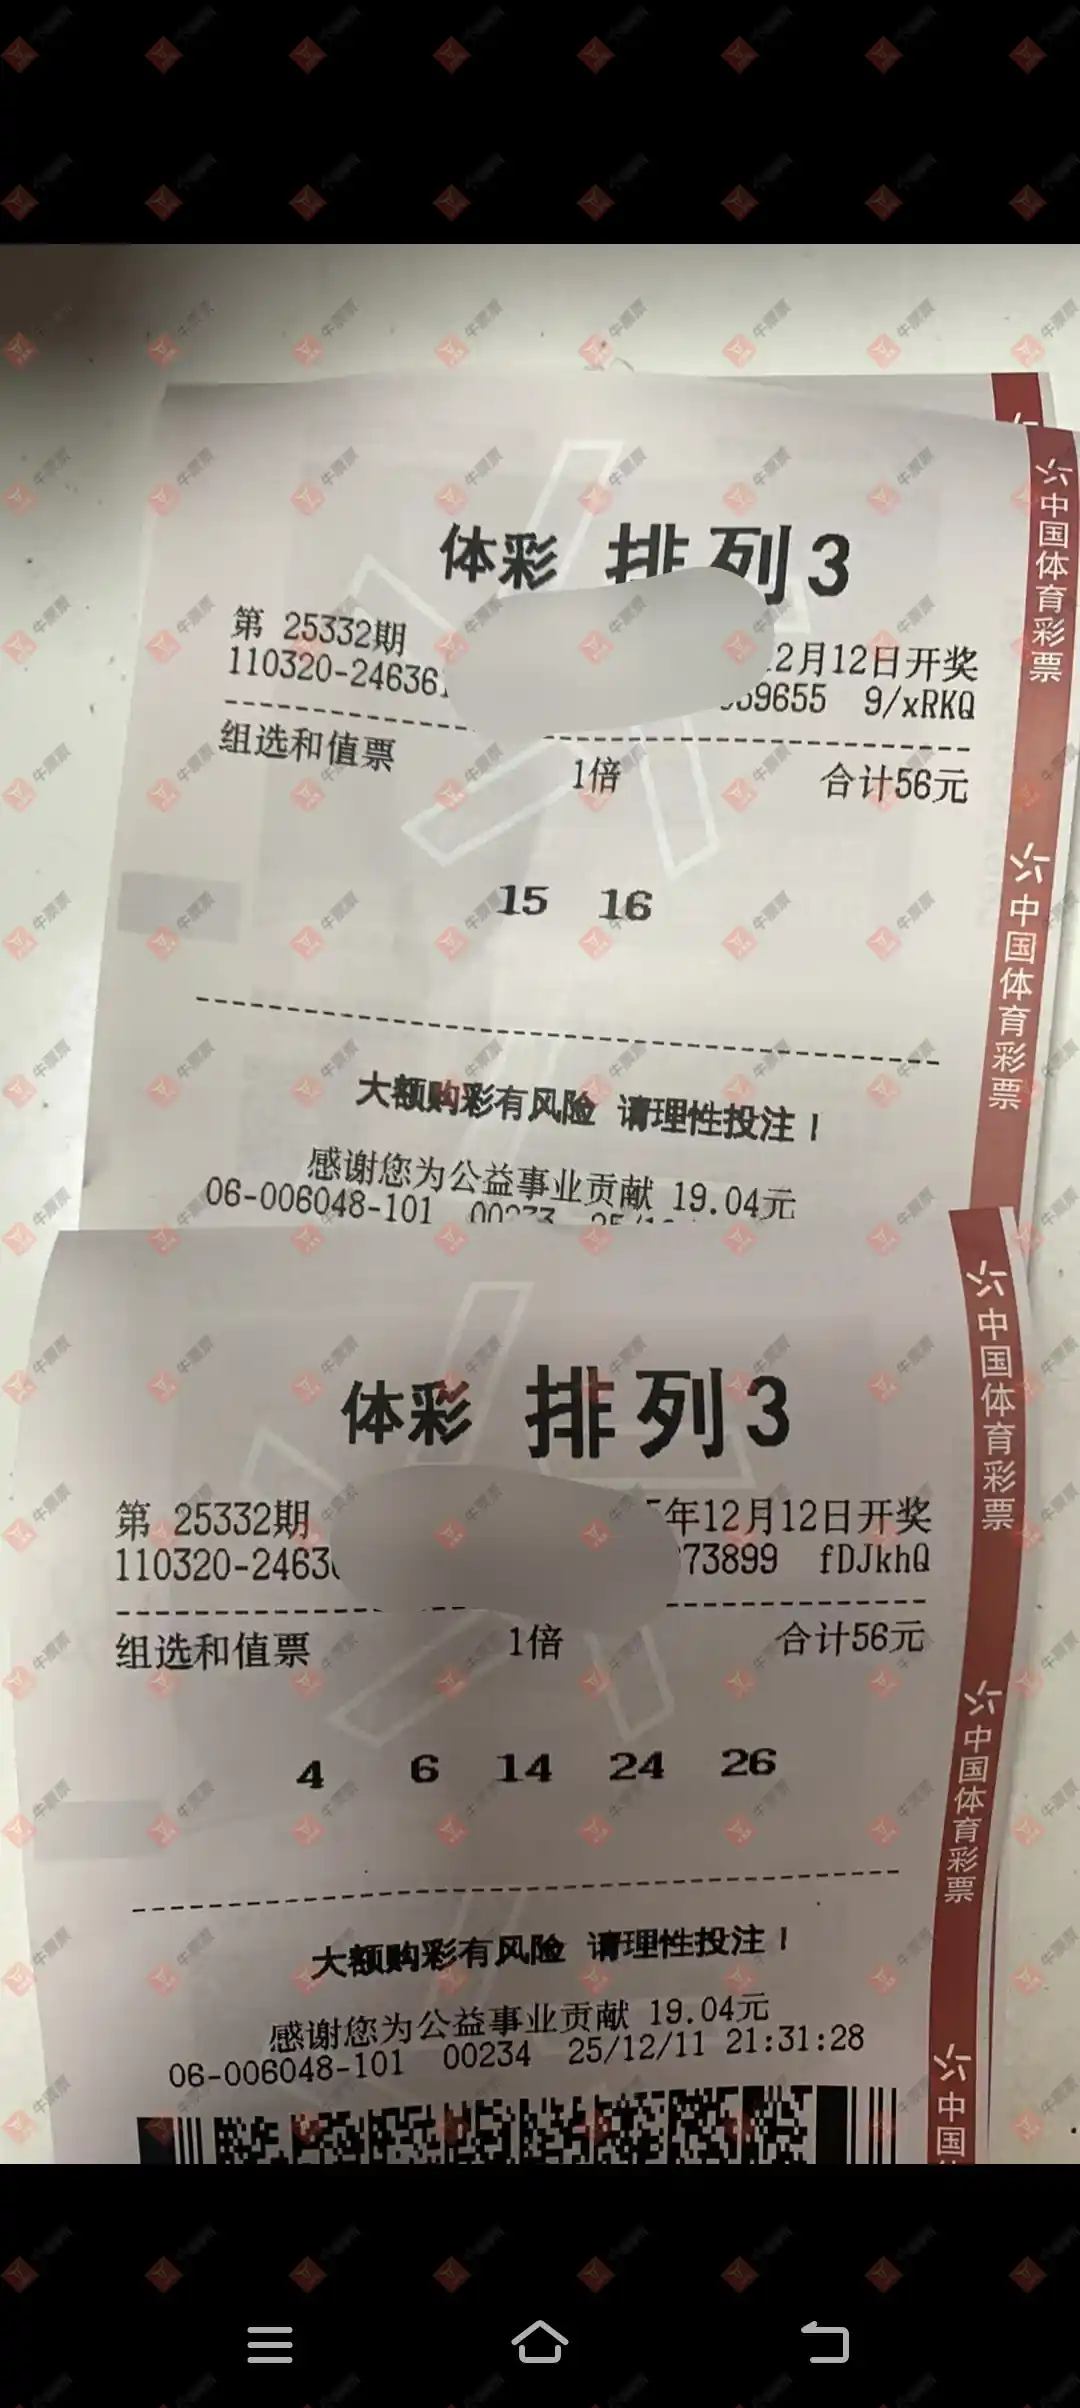 体彩 排列3
第 25332期
2月12日开奖
110320-24636
59655 9/xRKQ
组选和值票 1倍 合计56元
15 16
大额购彩有风险 请理性投注！
感谢您为公益事业贡献 19.04元
06-006048-101
中国体育彩票
中国体育彩票
体彩 排列3
第 25332期
年12月12日开奖
110320-2463
73899 fDJkhQ
组选和值票 1倍 合计56元
4 6 14 24 26
大额购彩有风险 请理性投注！
感谢您为公益事业贡献 19.04元
06-006048-101 00234 25/12/11 21:31:28
中国体育彩票
中国体育彩票
中国
牛票票